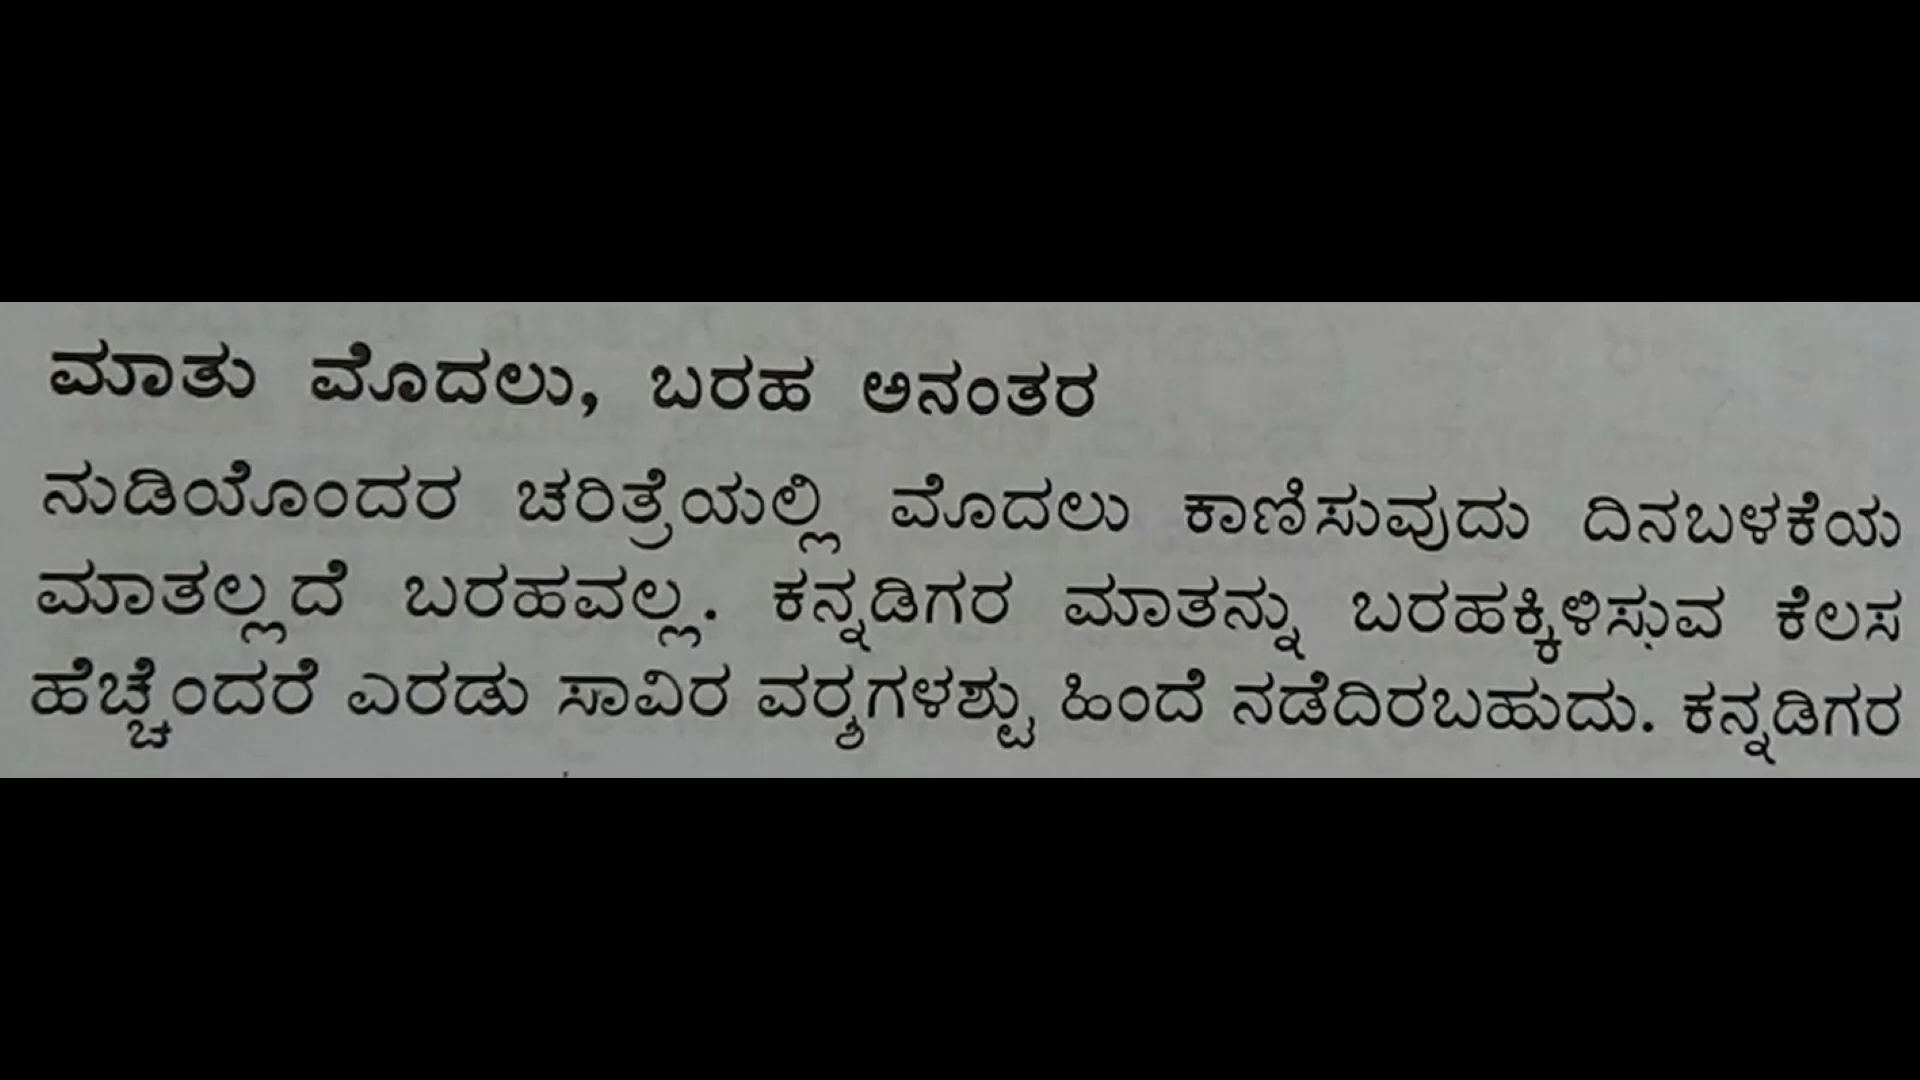 ಮಾತು ಮೊದಲು, ಬರಹ ಅನಂತರ
ನುಡಿಯೊಂದರ ಚರಿತ್ರೆಯಲ್ಲಿ ಮೊದಲು ಕಾಣಿಸುವುದು ದಿನಬಳಕೆಯ
ಮಾತಲ್ಲದೆ ಬರಹವಲ್ಲ. ಕನ್ನಡಿಗರ ಮಾತನ್ನು ಬರಹಕ್ಕಿಳಿಸುವ ಕೆಲಸ
ಹೆಚ್ಚೆಂದರೆ ಎರಡು ಸಾವಿರ ವರ‍್ಶಗಳಶ್ಟು ಹಿಂದೆ ನಡೆದಿರಬಹುದು. ಕನ್ನಡಿಗರ